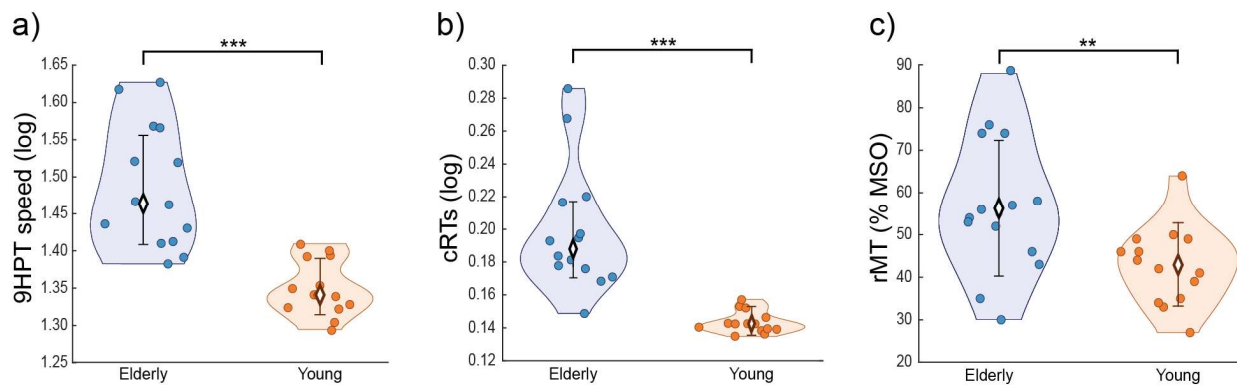 a)
***
9HPT speed (log)
1.65
1.60
1.55
1.50
1.45
1.40
1.35
1.30
1.25
Elderly
Young
b)
***
cRTs (log)
0.30
0.28
0.26
0.24
0.22
0.20
0.18
0.16
0.14
0.12
Elderly
Young
c)
**
rMT (% MSO)
90
80
70
60
50
40
30
20
Elderly
Young